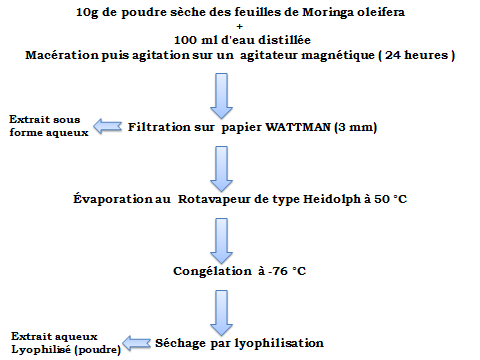 10g de poudre sèche des feuilles de Moringa oleifera
+
100 ml d'eau distillée
Macération puis agitation sur un agitateur magnétique ( 24 heures )
Extrait sous
forme aqueux
Filtration sur papier WATTMAN (3 mm)
Évaporation au Rotavapeur de type Heidolph à 50 °C
Congélation à -76 °C
Extrait aqueux
Lyophilisé (poudre)
Séchage par lyophilisation